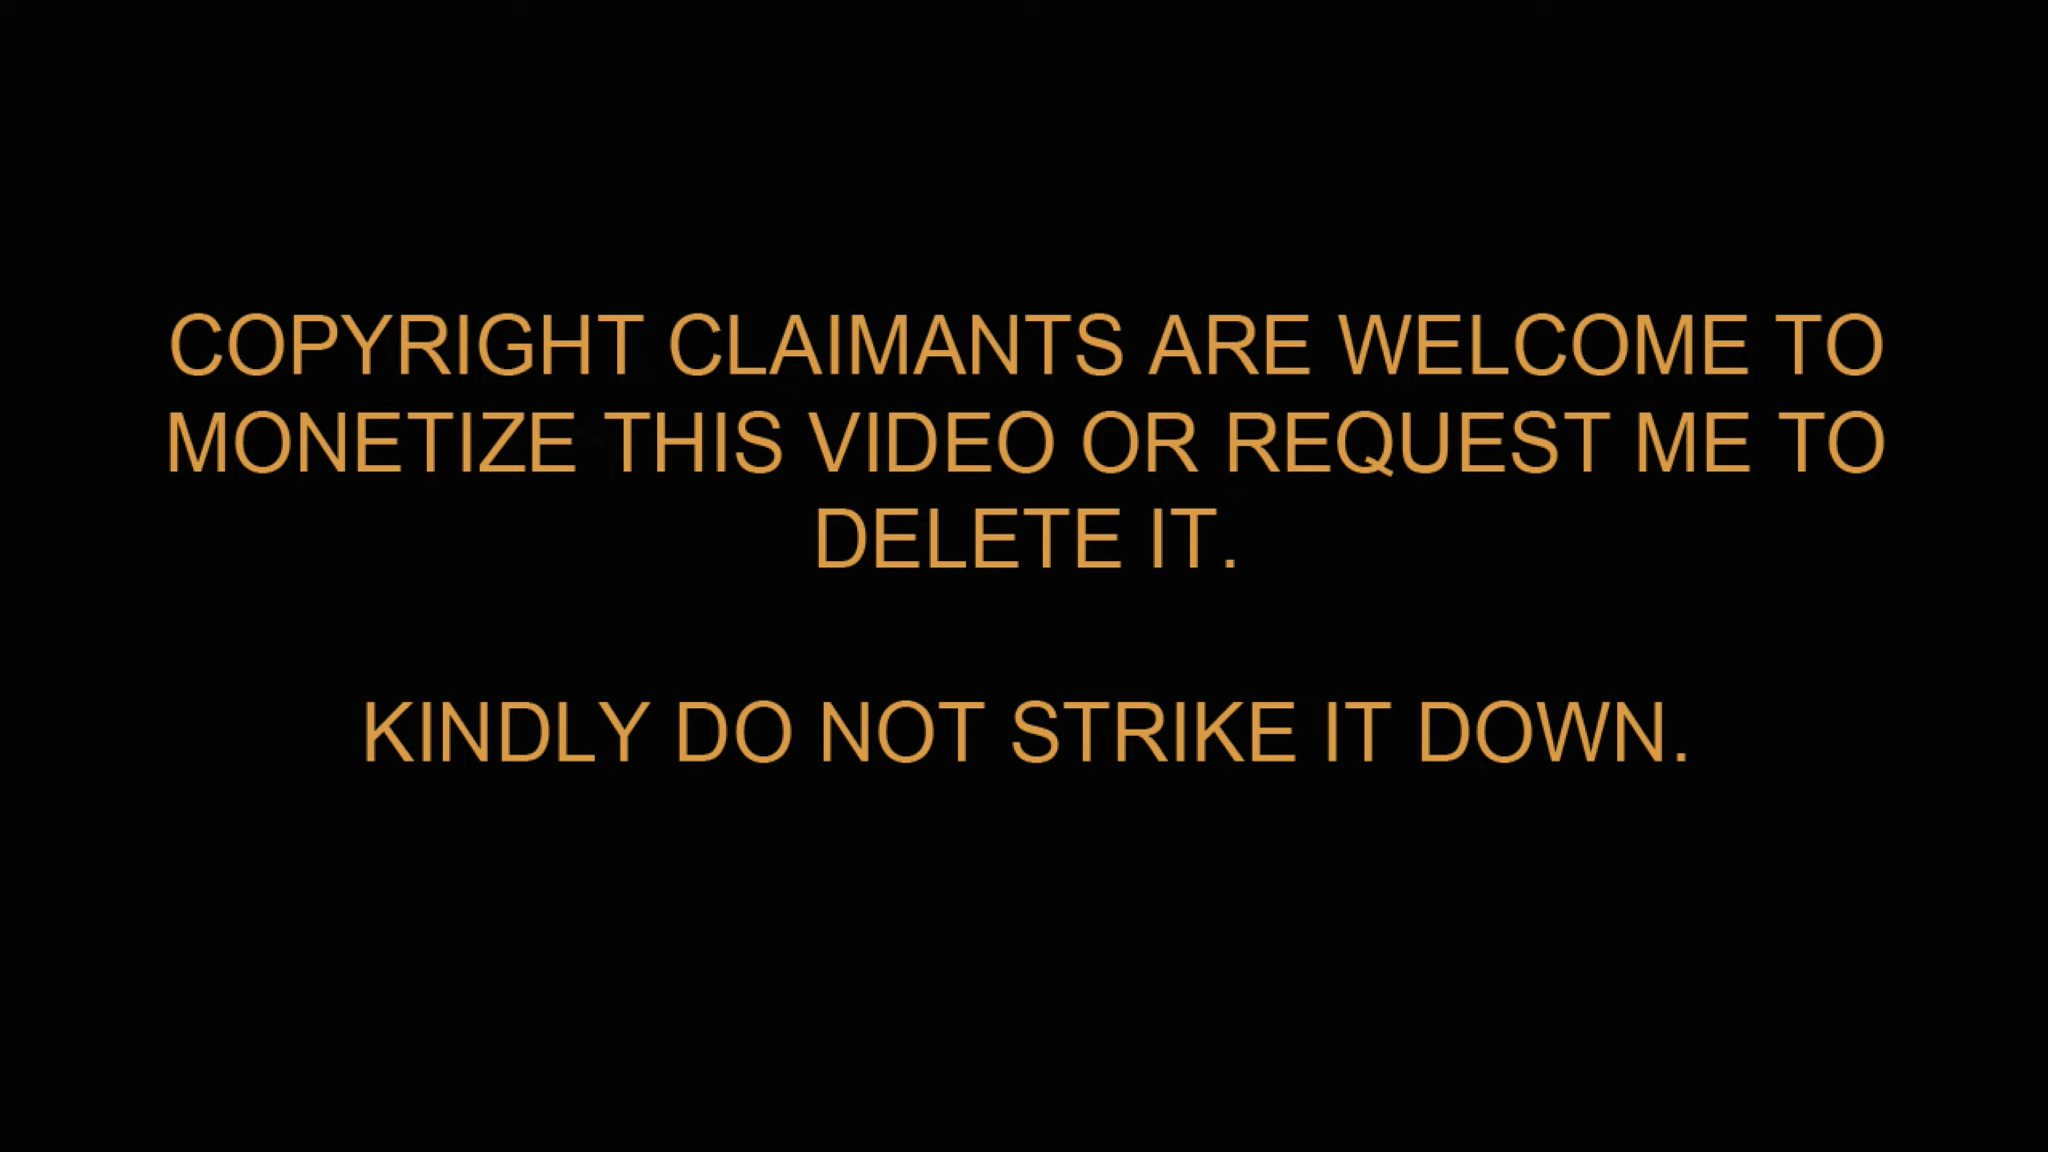 COPYRIGHT CLAIMANTS ARE WELCOME TO
MONETIZE THIS VIDEO OR REQUEST ME TO
DELETE IT.
KINDLY DO NOT STRIKE IT DOWN.